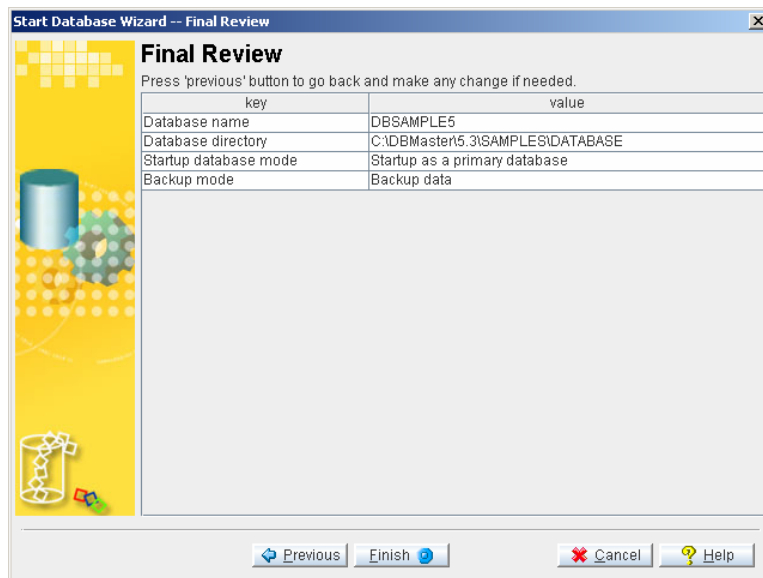 Start Database Wizard -- Final Review
Final Review
Press 'previous' button to go back and make any change if needed.
key value
Database name DBSAMPLE5
Database directory C:\DBMaster\5.3\SAMPLES\DATABASE
Startup database mode Startup as a primary database
Backup mode Backup data
Previous Finish Cancel Help